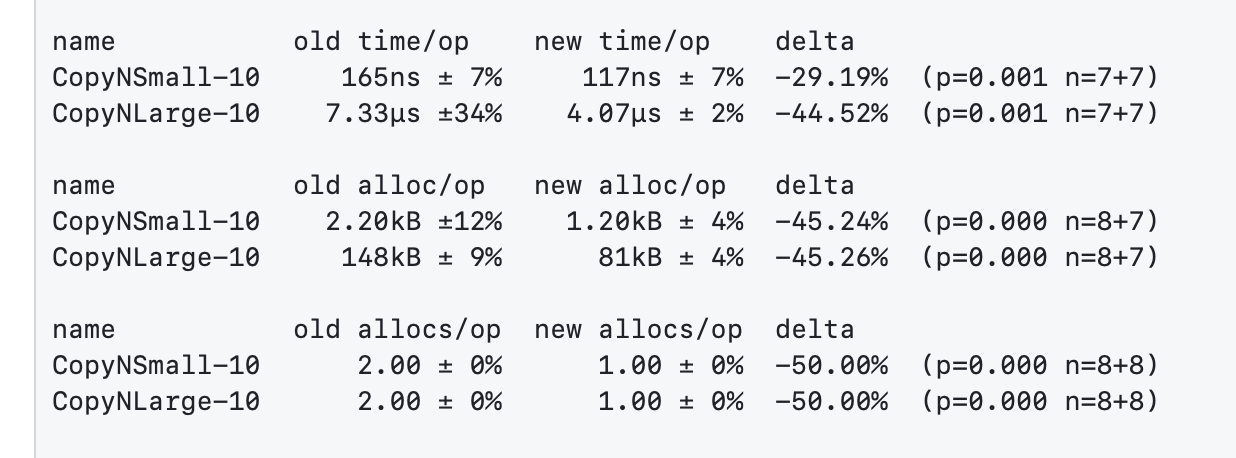 name           old time/op    new time/op    delta
CopyNSmall-10     165ns ± 7%     117ns ± 7%  -29.19%  (p=0.001 n=7+7)
CopyNLarge-10    7.33µs ±34%    4.07µs ± 2%  -44.52%  (p=0.001 n=7+7)
name           old alloc/op   new alloc/op   delta
CopyNSmall-10    2.20kB ±12%    1.20kB ± 4%  -45.24%  (p=0.000 n=8+7)
CopyNLarge-10     148kB ± 9%      81kB ± 4%  -45.26%  (p=0.000 n=8+7)
name           old allocs/op  new allocs/op  delta
CopyNSmall-10      2.00 ± 0%      1.00 ± 0%  -50.00%  (p=0.000 n=8+8)
CopyNLarge-10      2.00 ± 0%      1.00 ± 0%  -50.00%  (p=0.000 n=8+8)